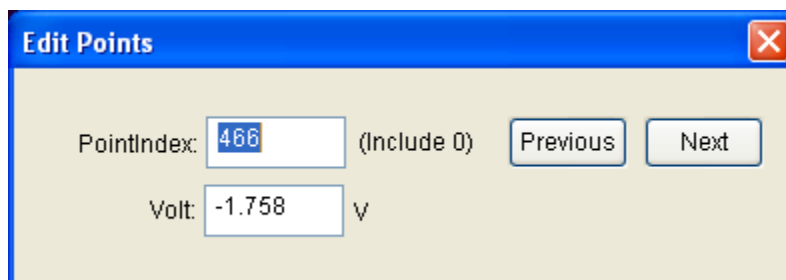 Edit Points
PointIndex: 466 (Include 0) Previous Next
Volt: -1.758 V